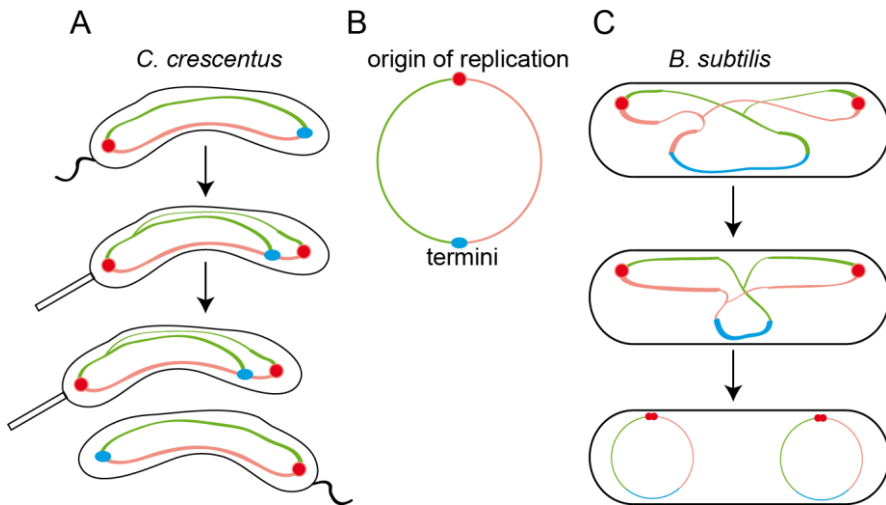 A
C. crescentus
B
origin of replication
termini
C
B. subtilis